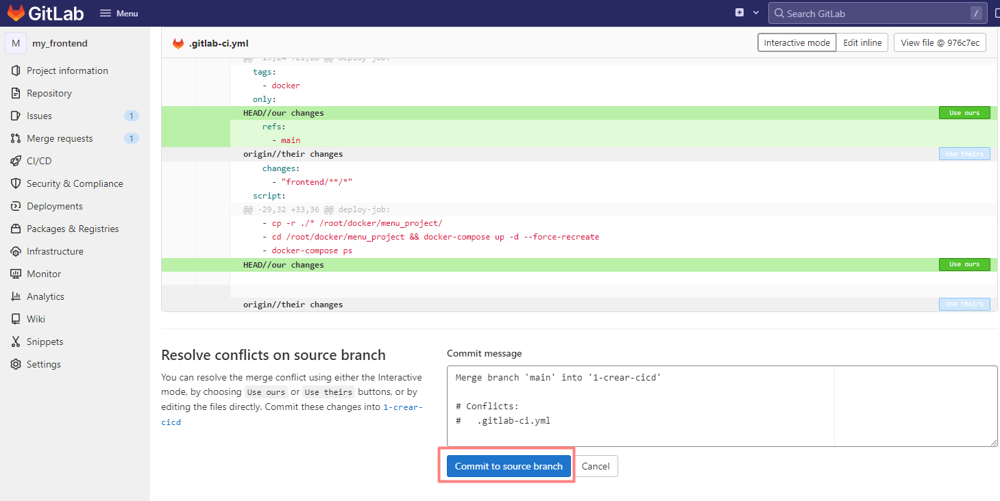 GitLab
Menu
Search GitLab
/
M
my_frontend
Project information
Repository
Issues
1
Merge requests
1
CI/CD
Security & Compliance
Deployments
Packages & Registries
Infrastructure
Monitor
Analytics
Wiki
Snippets
Settings
.gitlab-ci.yml
Interactive mode
Edit inline
View file @ 976c7ec
tags:
- docker
only:
HEAD//our changes
Use ours
refs:
- main
origin//their changes
Use theirs
changes:
- "frontend/**/*"
script:
@@ -29,32 +33,36 @@ deploy-job:
- cp -r ./* /root/docker/menu_project/
- cd /root/docker/menu_project && docker-compose up -d --force-recreate
- docker-compose ps
HEAD//our changes
Use ours
origin//their changes
Use theirs
Resolve conflicts on source branch
You can resolve the merge conflict using either the Interactive
mode, by choosing Use ours or Use theirs buttons, or by
editing the files directly. Commit these changes into 1-crear-
cicd
Commit message
Merge branch 'main' into '1-crear-cicd'
# Conflicts:
# .gitlab-ci.yml
Commit to source branch
Cancel